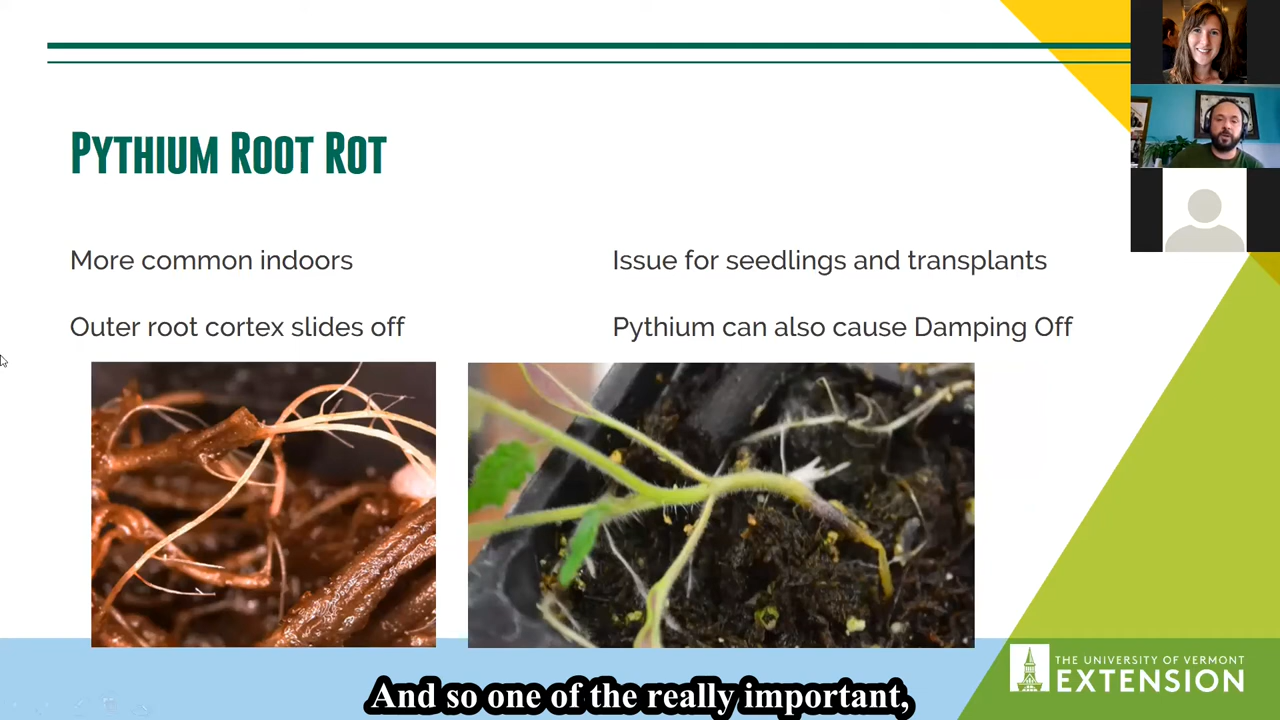 PYTHIUM ROOT ROT
More common indoors
Issue for seedlings and transplants
Outer root cortex slides off
Pythium can also cause Damping Off
THE UNIVERSITY OF VERMONT
EXTENSION
And so one of the really important,